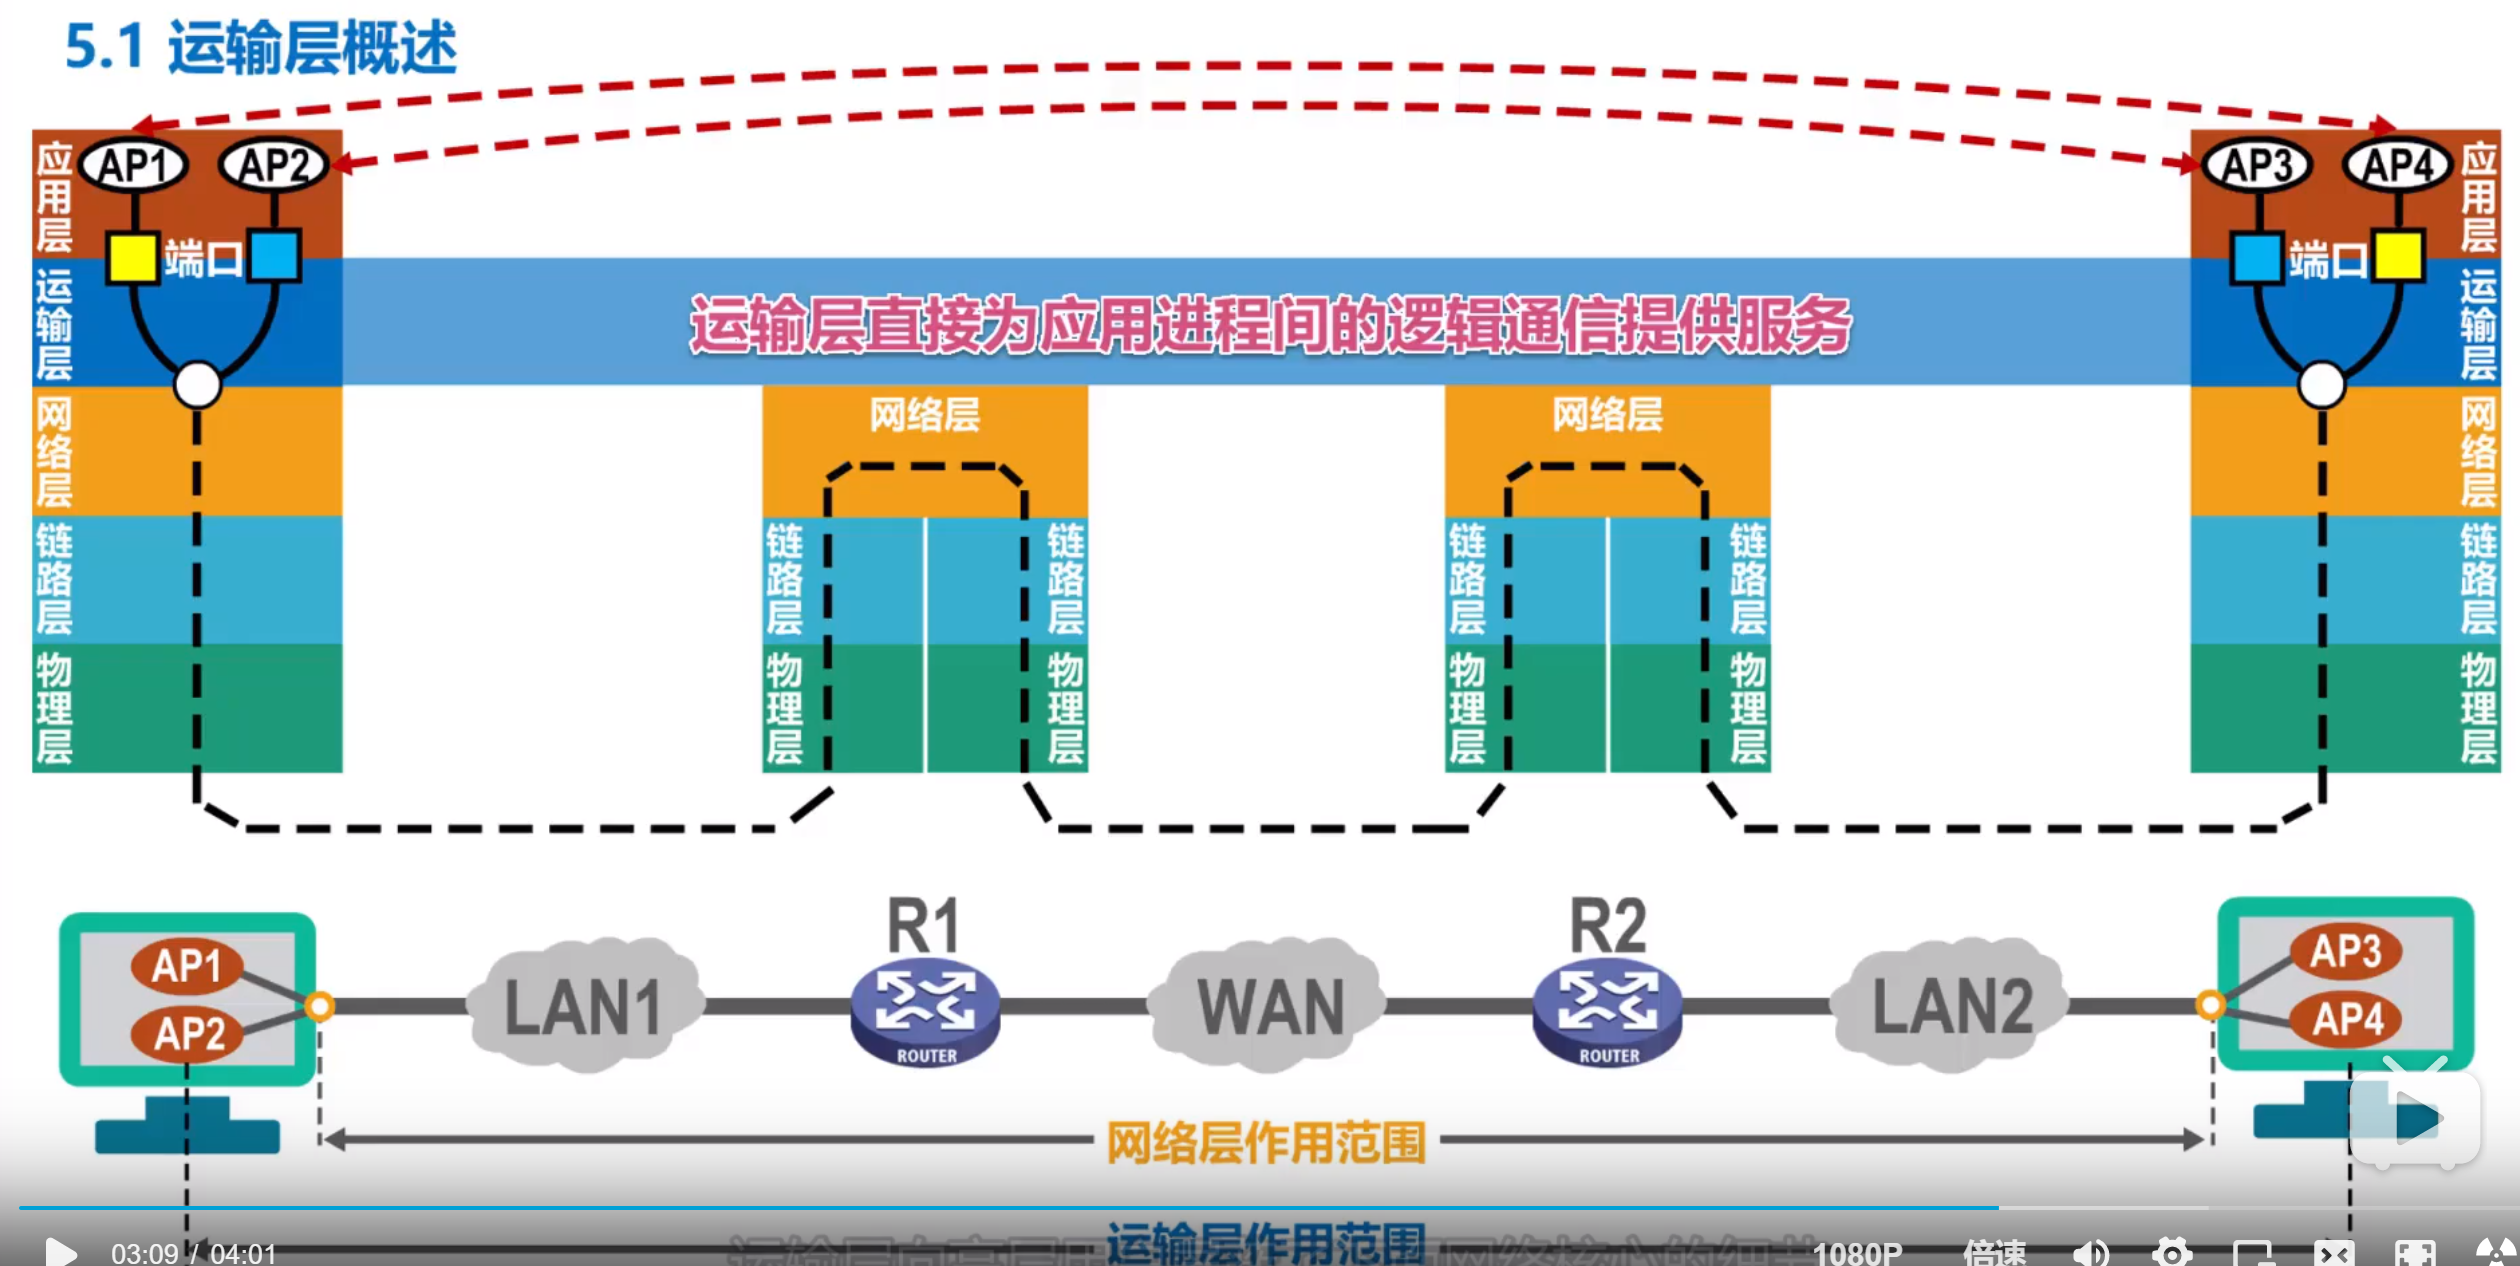 5.1 运输层概述
应用层
AP1
AP2
AP3
AP4
应用层
端口
端口
运输层
运输层直接为应用进程间的逻辑通信提供服务
运输层
网络层
网络层
网络层
网络层
链路层
链路层
链路层
链路层
链路层
链路层
物理层
物理层
物理层
物理层
物理层
物理层
R1
R2
AP1
AP2
LAN1
ROUTER
WAN
ROUTER
LAN2
AP3
AP4
网络层作用范围
运输层作用范围
03:09 / 04:01
1080P
倍速